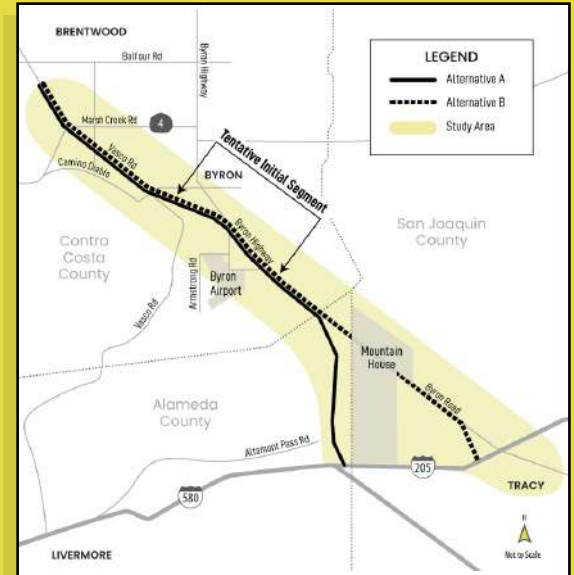 BRENTWOOD
Balfour Rd
Byron Highway
LEGEND
Alternative A
Alternative B
Study Area
Marsh Creek Rd
4
Vasco Rd
Camino Diablo
Tentative Initial Segment
BYRON
San Joaquin
County
Contra
Costa
County
Byron Highway
Armstrong Rd
Byron
Airport
Vasco Rd
Mountain
House
Byron Road
Alameda
County
Altamont Pass Rd
205
580
TRACY
N
Not to Scale
LIVERMORE